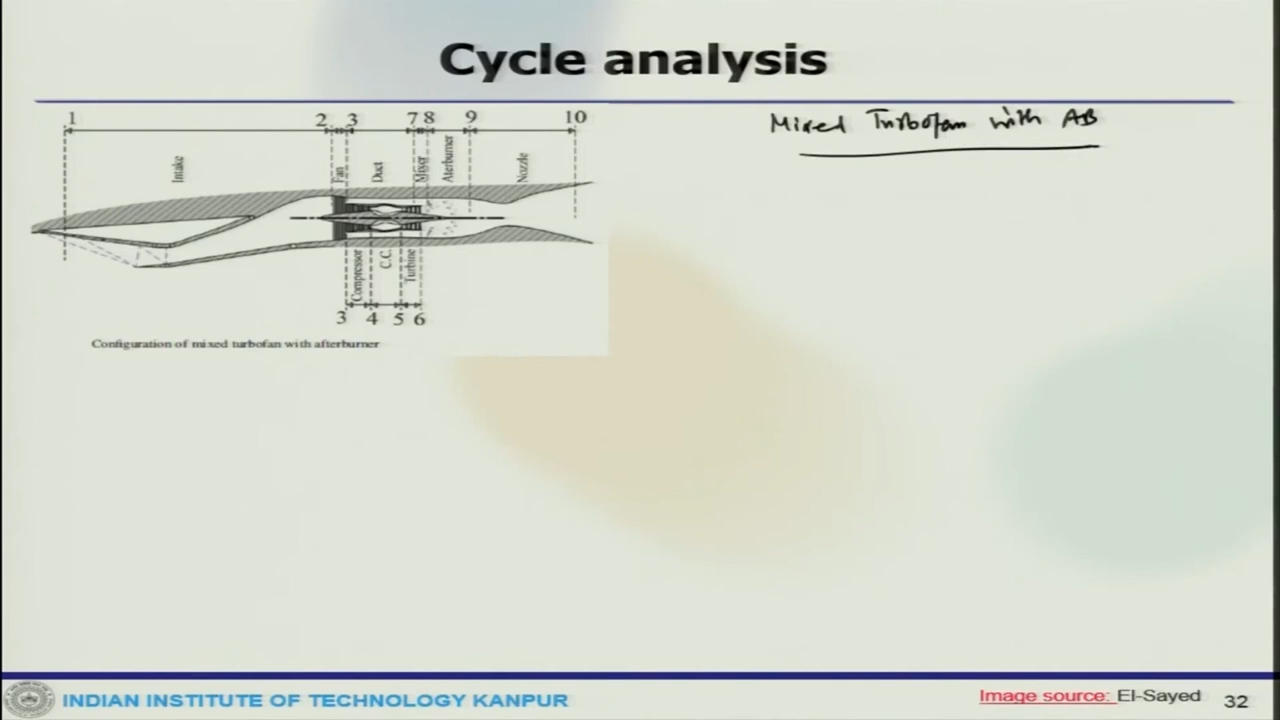 Cycle analysis
Mixed Turbofan with AB
1 2 3 7 8 9 10
Intake
Fan
Duct
Mixer
Aterburner
Nozzle
Compressor
C.C.
Turbine
3 4 5 6
Configuration of mixed turbofan with afterburner
INDIAN INSTITUTE OF TECHNOLOGY KANPUR
Image source: El-Sayed
32